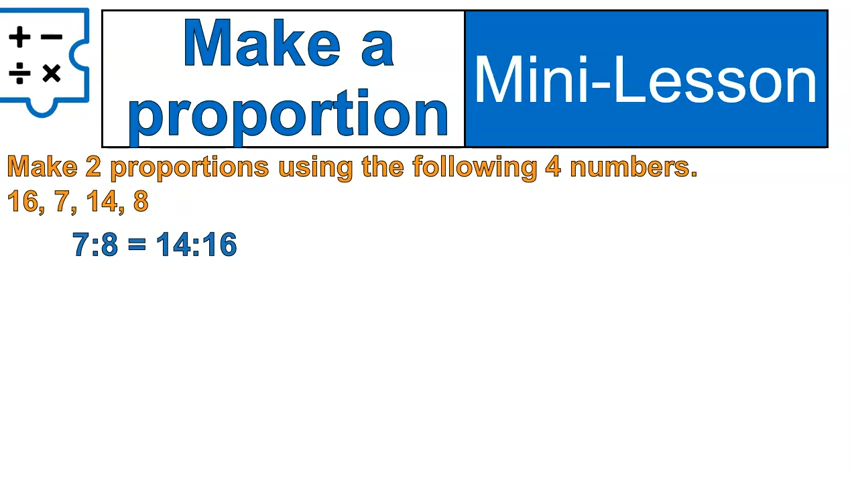 + −
÷ ×
Make a
proportion
Mini-Lesson
Make 2 proportions using the following 4 numbers.
16, 7, 14, 8
7:8 = 14:16